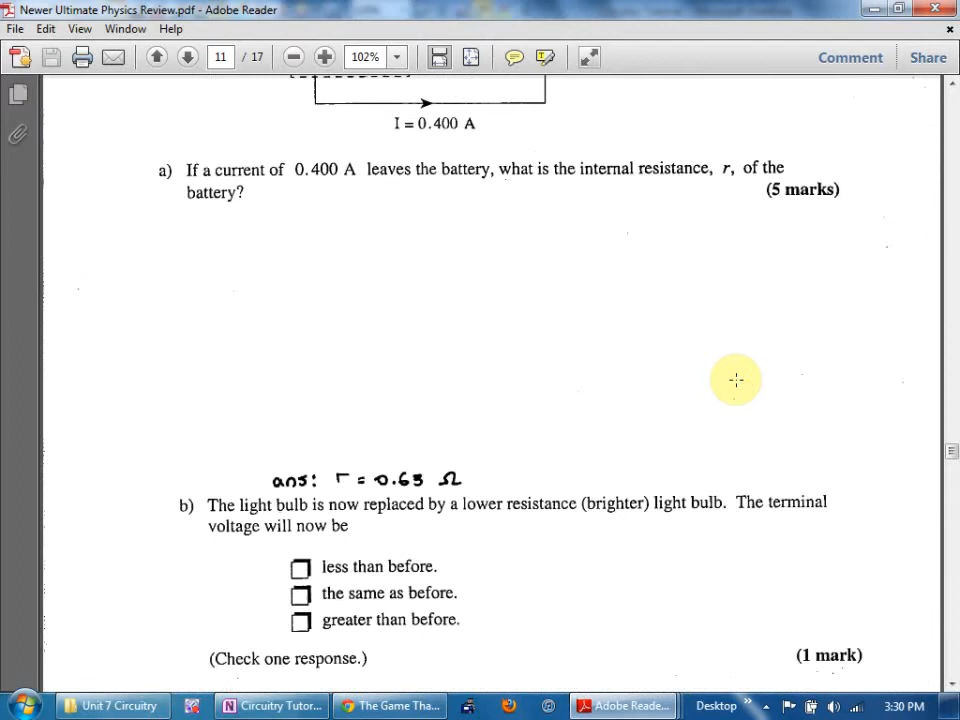 Newer Ultimate Physics Review.pdf - Adobe Reader
File Edit View Window Help
11 / 17 102% Comment Share
I = 0.400 A
a) If a current of 0.400 A leaves the battery, what is the internal resistance, r, of the
battery? (5 marks)
ans: r = 0.63 Ω
b) The light bulb is now replaced by a lower resistance (brighter) light bulb. The terminal
voltage will now be
less than before.
the same as before.
greater than before.
(Check one response.) (1 mark)
Unit 7 Circuitry Circuitry Tutor... The Game Tha... Adobe Reade... Desktop 3:30 PM